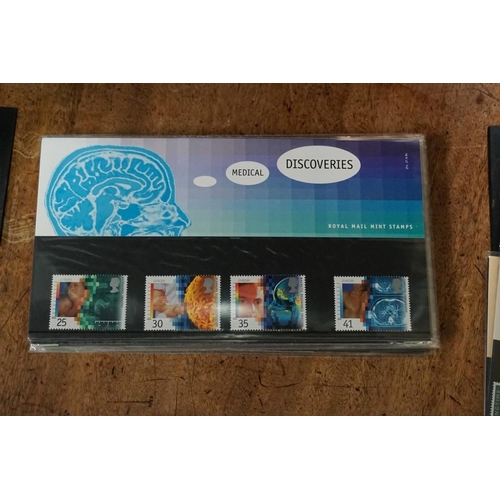 DISCOVERIES
MEDICAL
ROYAL MAIL MINT STAMPS
25
30
35
41